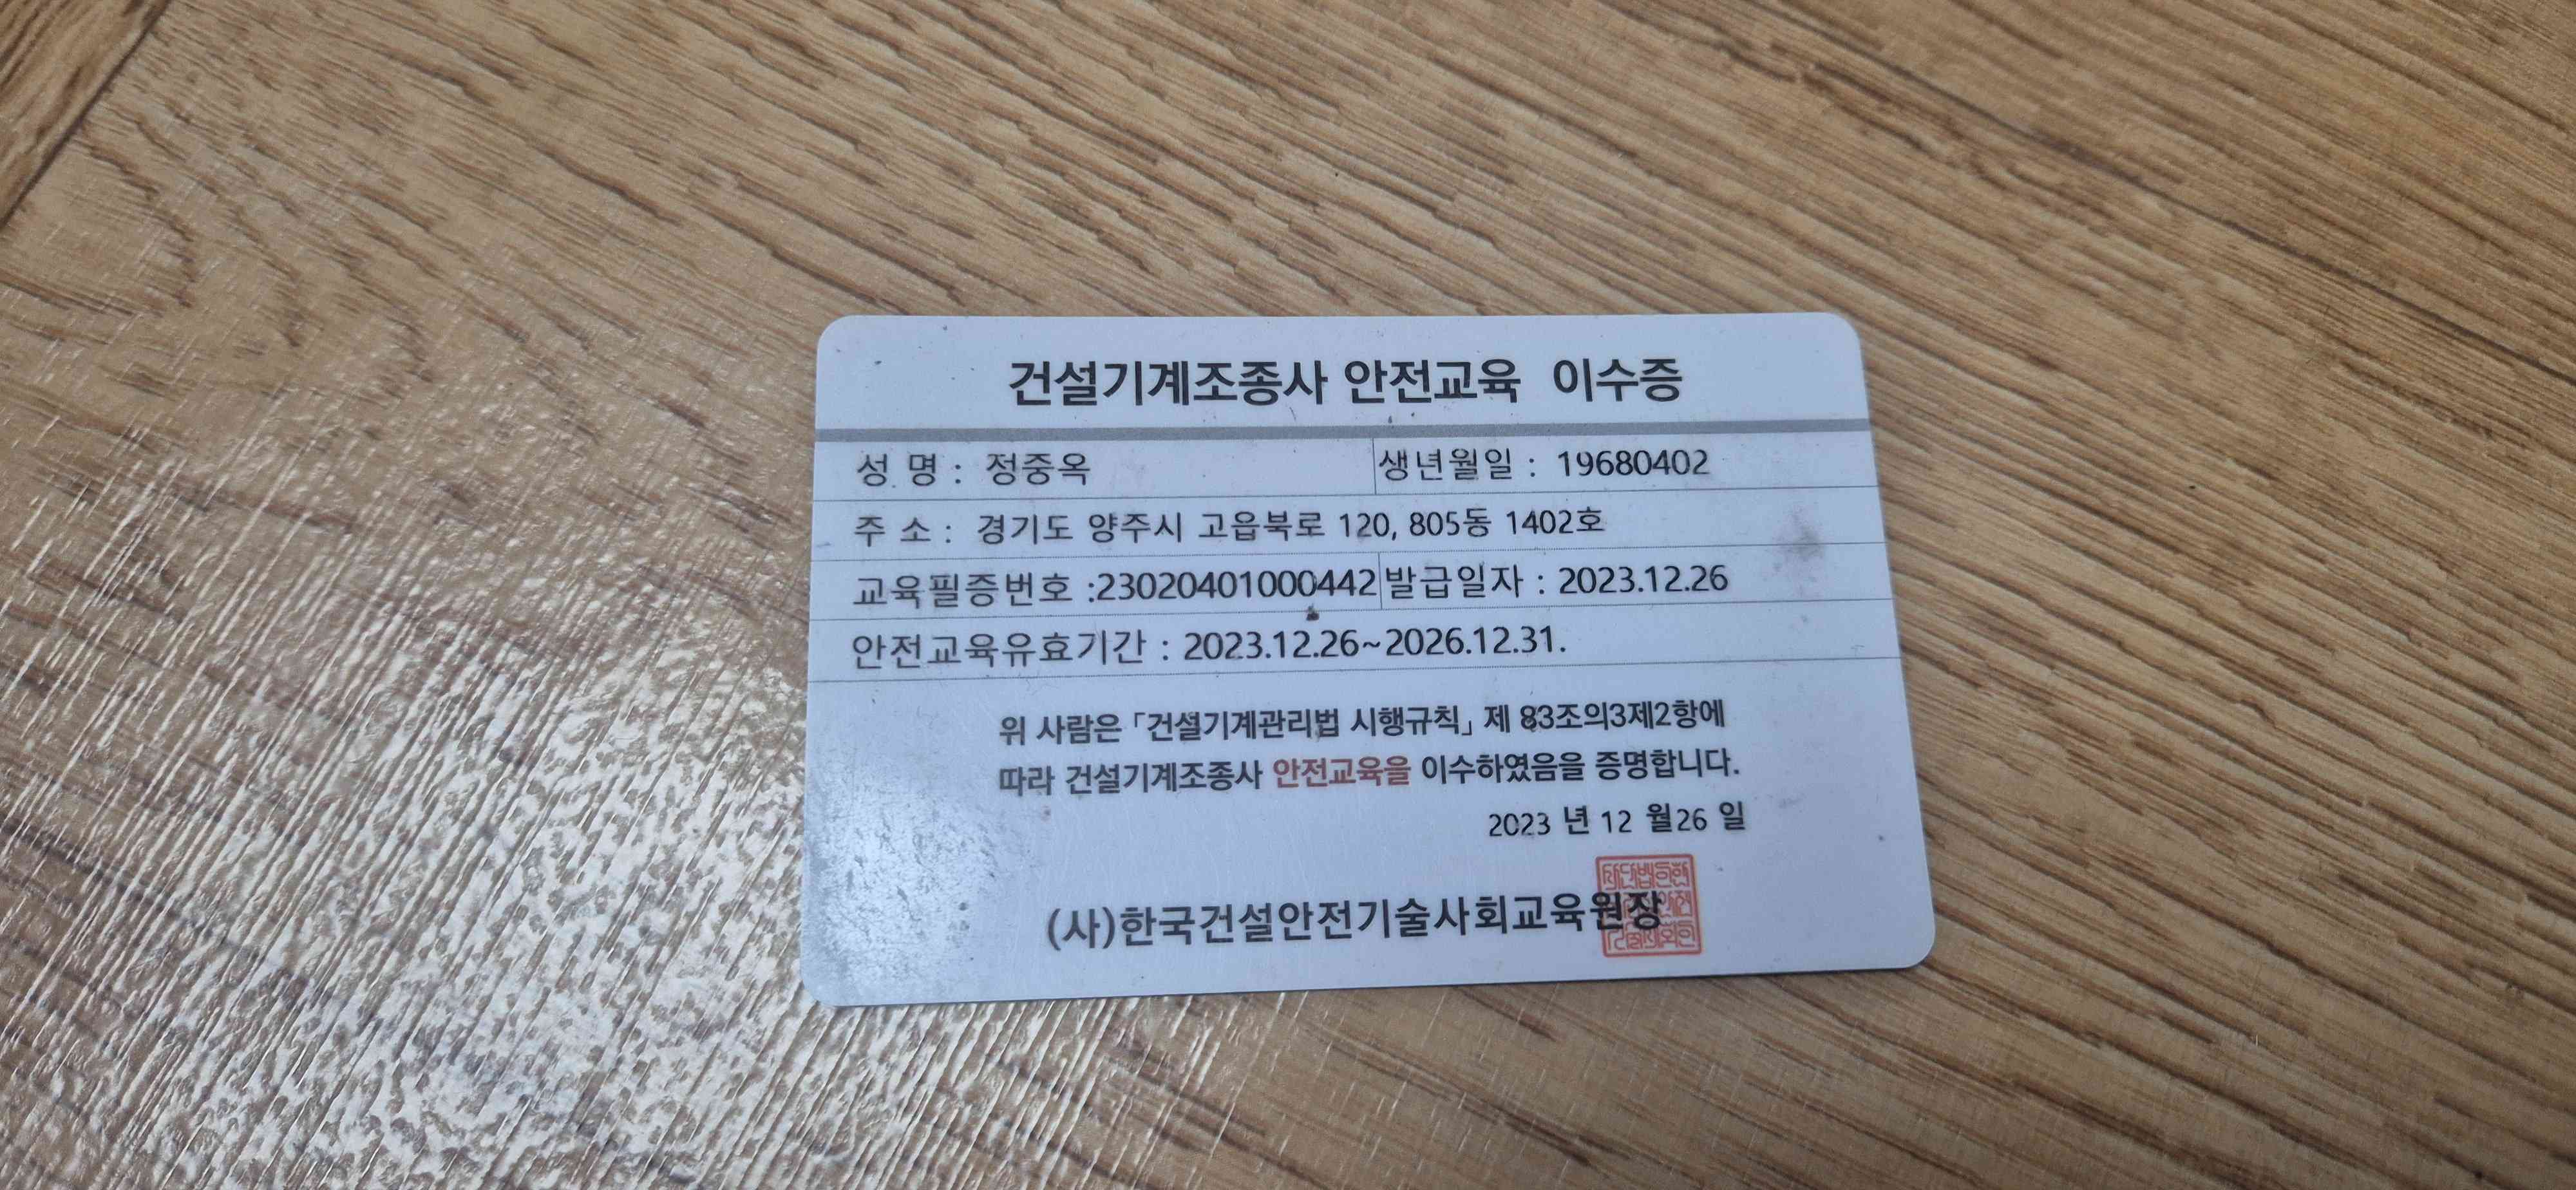 건설기계조종사 안전교육 이수증
성 명 : 정중옥 생년월일 : 19680402
주 소 : 경기도 양주시 고읍북로 120, 805동 1402호
교육필증번호 :23020401000442 발급일자 : 2023.12.26
안전교육유효기간 : 2023.12.26~2026.12.31.
위 사람은 「건설기계관리법 시행규칙」 제 83조의3제2항에
따라 건설기계조종사 안전교육을 이수하였음을 증명합니다.
2023 년 12 월26 일
(사)한국건설안전기술사회교육원장